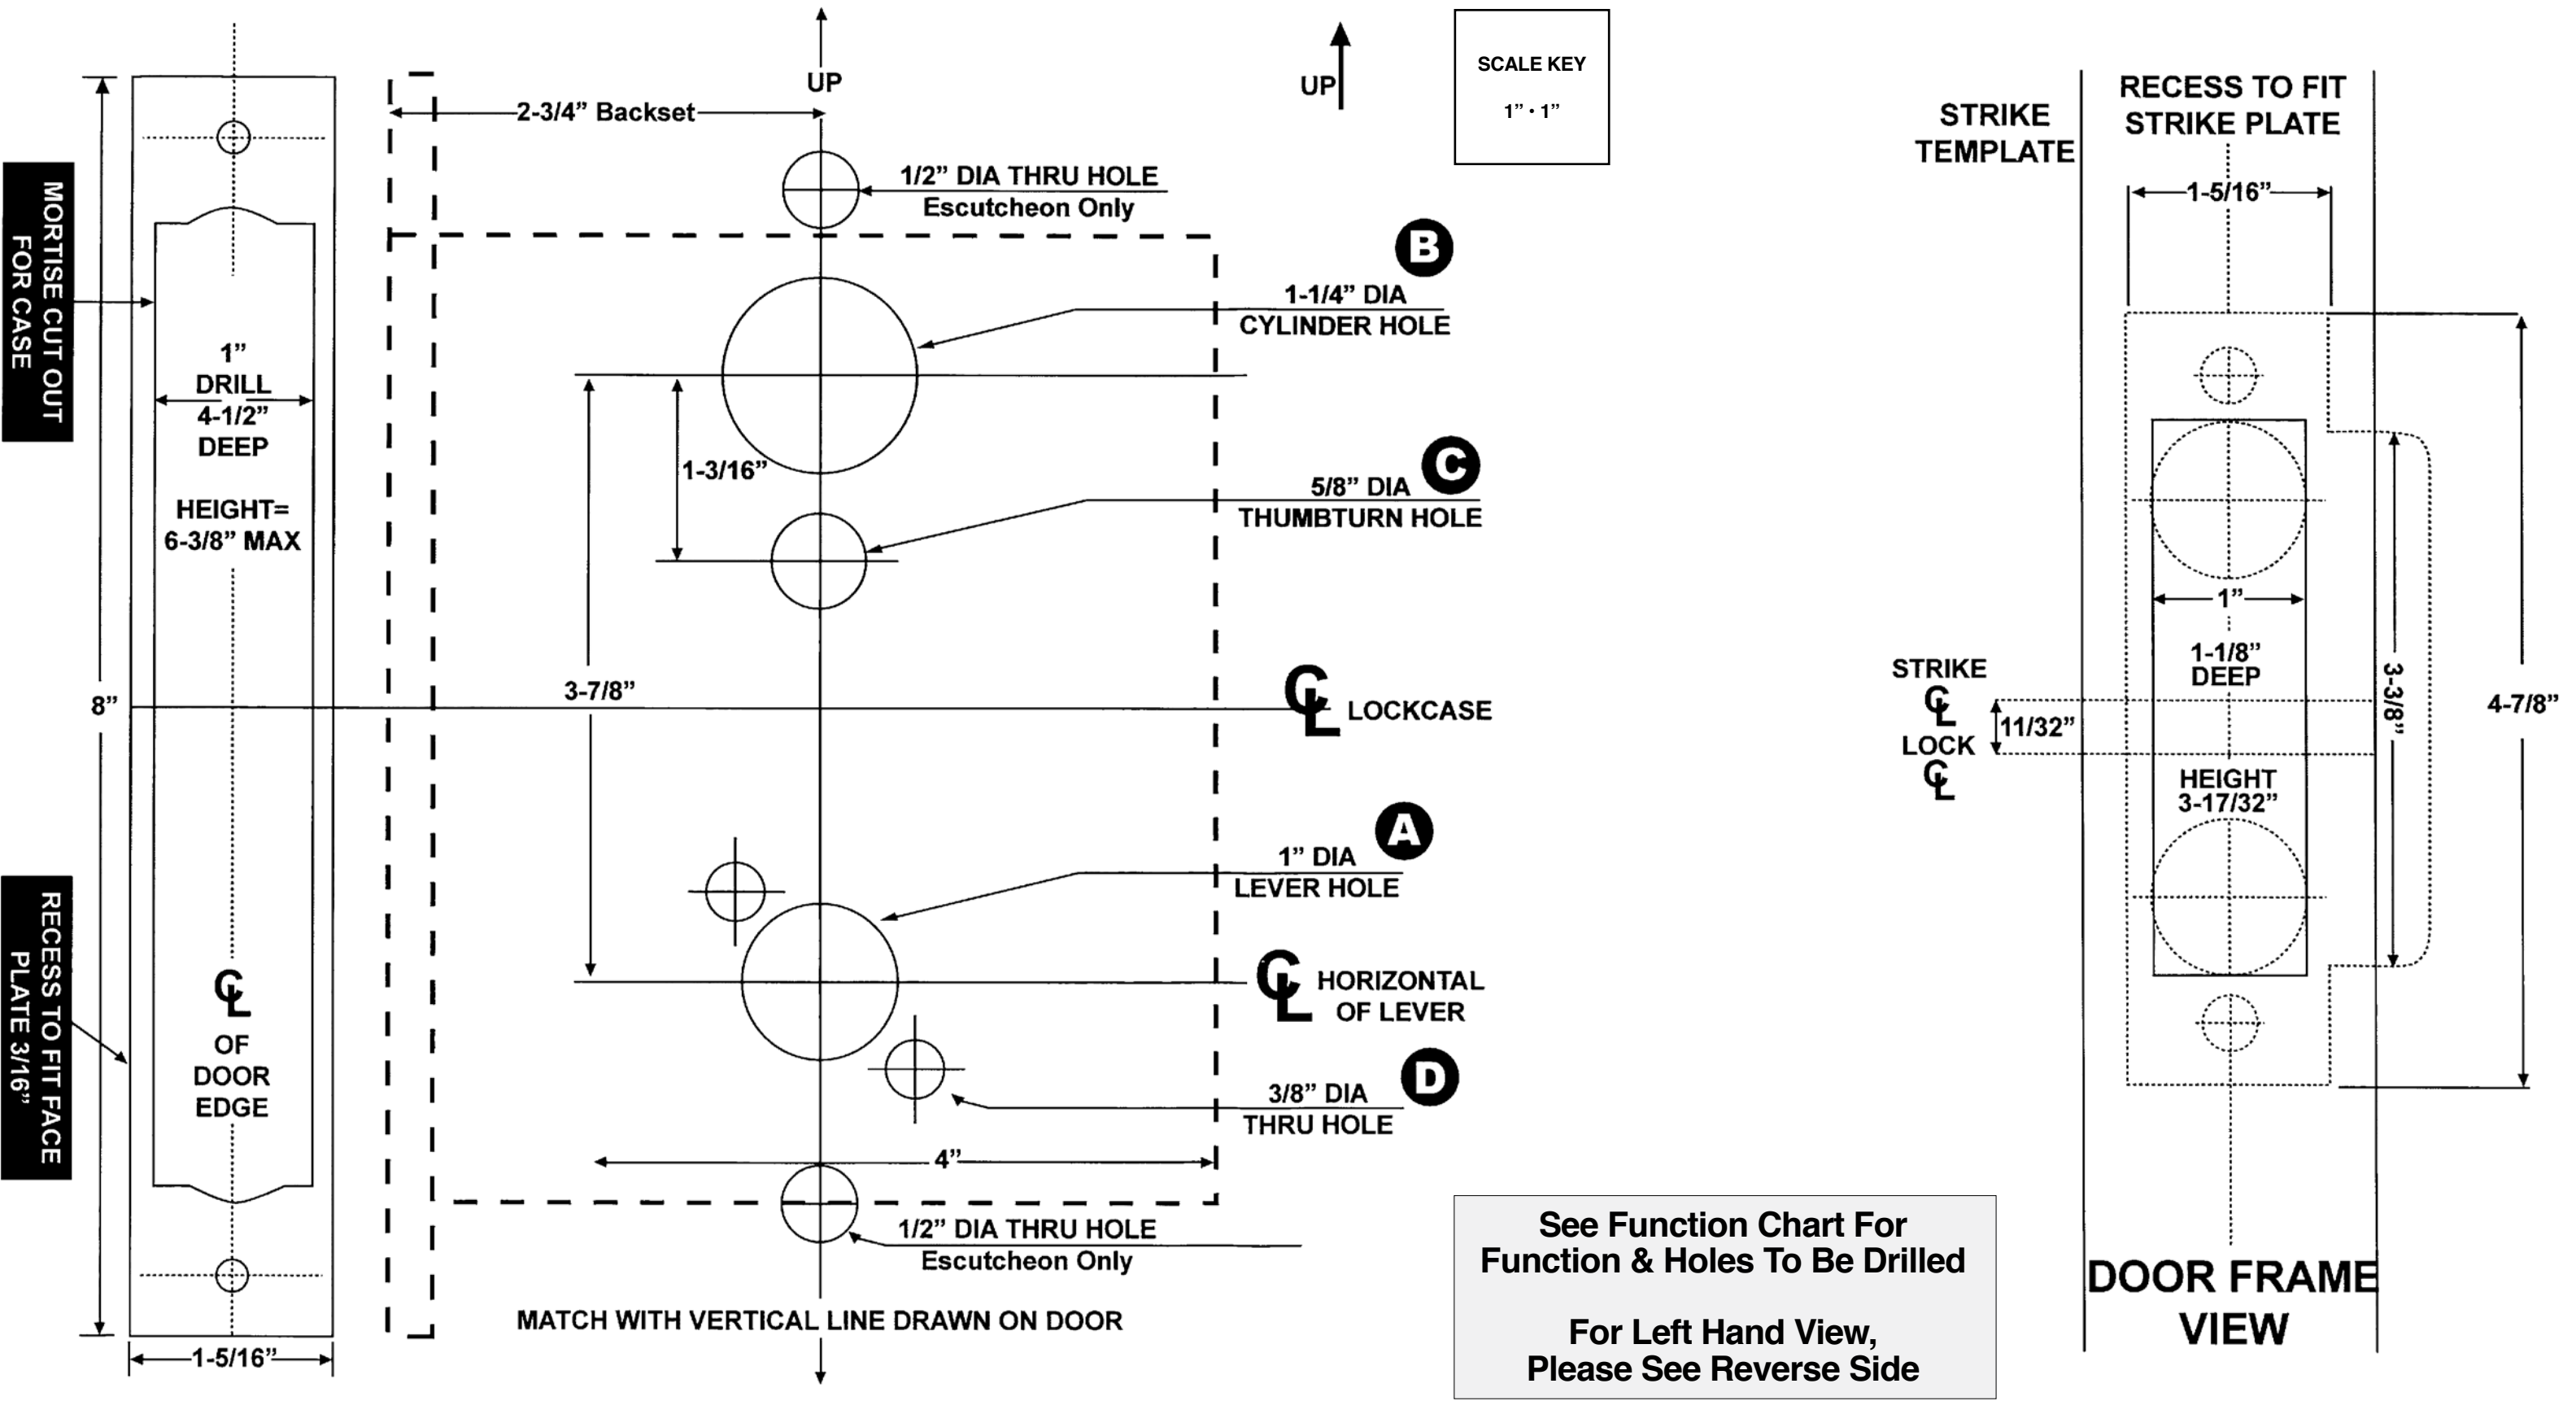 MORTISE CUT OUT
FOR CASE
RECESS TO FIT FACE
PLATE 3/16”
8”
1”
DRILL
4-1/2”
DEEP
HEIGHT=
6-3/8” MAX
CL
OF
DOOR
EDGE
1-5/16”
UP
2-3/4” Backset
1/2” DIA THRU HOLE
Escutcheon Only
B
1-1/4” DIA
CYLINDER HOLE
1-3/16”
C
5/8” DIA
THUMBTURN HOLE
3-7/8”
CL LOCKCASE
A
1” DIA
LEVER HOLE
CL HORIZONTAL
OF LEVER
D
3/8” DIA
THRU HOLE
4”
1/2” DIA THRU HOLE
Escutcheon Only
MATCH WITH VERTICAL LINE DRAWN ON DOOR
UP
SCALE KEY
1” • 1”
STRIKE
TEMPLATE
RECESS TO FIT
STRIKE PLATE
1-5/16”
1”
1-1/8”
DEEP
STRIKE
CL
LOCK
CL
11/32”
HEIGHT
3-17/32”
3-3/8”
4-7/8”
See Function Chart For
Function & Holes To Be Drilled
For Left Hand View,
Please See Reverse Side
DOOR FRAME
VIEW